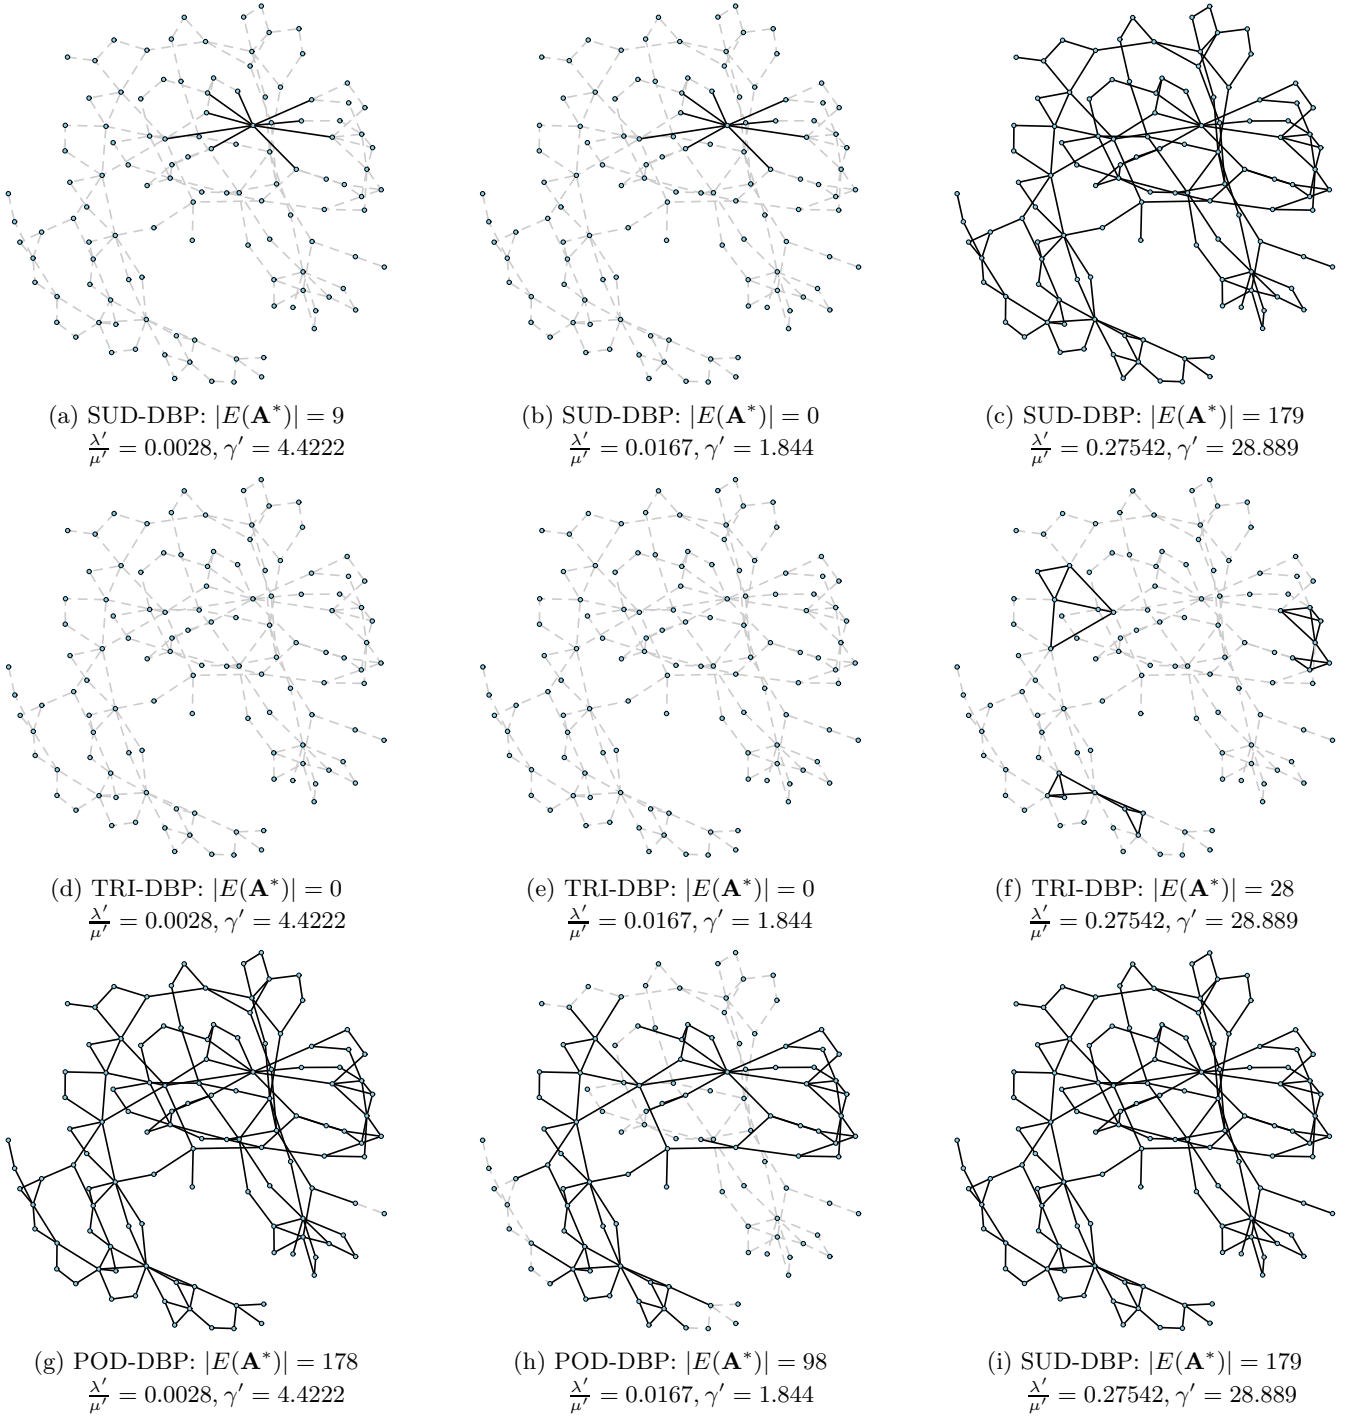 (a) SUD-DBP: |E(A*)| = 9
λ′/μ′ = 0.0028, γ′ = 4.4222
(b) SUD-DBP: |E(A*)| = 0
λ′/μ′ = 0.0167, γ′ = 1.844
(c) SUD-DBP: |E(A*)| = 179
λ′/μ′ = 0.27542, γ′ = 28.889
(d) TRI-DBP: |E(A*)| = 0
λ′/μ′ = 0.0028, γ′ = 4.4222
(e) TRI-DBP: |E(A*)| = 0
λ′/μ′ = 0.0167, γ′ = 1.844
(f) TRI-DBP: |E(A*)| = 28
λ′/μ′ = 0.27542, γ′ = 28.889
(g) POD-DBP: |E(A*)| = 178
λ′/μ′ = 0.0028, γ′ = 4.4222
(h) POD-DBP: |E(A*)| = 98
λ′/μ′ = 0.0167, γ′ = 1.844
(i) SUD-DBP: |E(A*)| = 179
λ′/μ′ = 0.27542, γ′ = 28.889